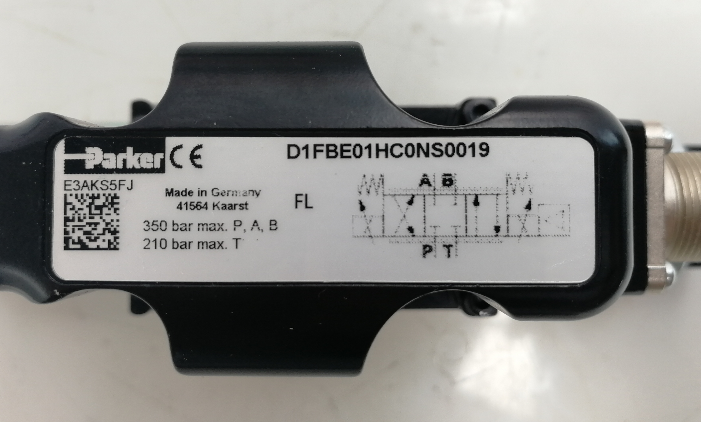 Parker CE
D1FBE01HC0NS0019
E3AKS5FJ
Made in Germany
41564 Kaarst
FL
350 bar max. P, A, B
210 bar max. T
A B
P T